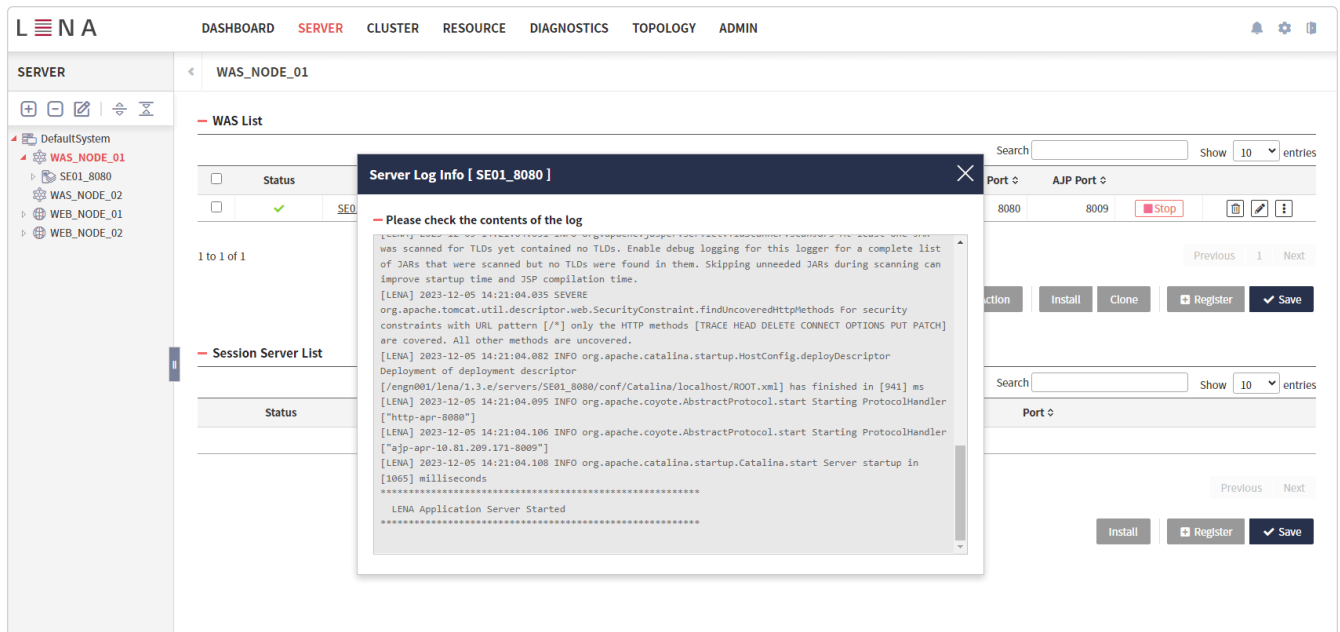 LENA
DASHBOARD SERVER CLUSTER RESOURCE DIAGNOSTICS TOPOLOGY ADMIN
SERVER
WAS_NODE_01
DefaultSystem
WAS_NODE_01
SE01_8080
WAS_NODE_02
WEB_NODE_01
WEB_NODE_02
WAS List
Search Show 10 entries
Status Port AJP Port
SE0 8080 8009 Stop
1 to 1 of 1
Previous 1 Next
ction Install Clone Register Save
Session Server List
Search Show 10 entries
Status Port
Previous Next
Install Register Save
Server Log Info [ SE01_8080 ]
Please check the contents of the log
was scanned for TLDs yet contained no TLDs. Enable debug logging for this logger for a complete list
of JARs that were scanned but no TLDs were found in them. Skipping unneeded JARs during scanning can
improve startup time and JSP compilation time.
[LENA] 2023-12-05 14:21:04.035 SEVERE
org.apache.tomcat.util.descriptor.web.SecurityConstraint.findUncoveredHttpMethods For security
constraints with URL pattern [/*] only the HTTP methods [TRACE HEAD DELETE CONNECT OPTIONS PUT PATCH]
are covered. All other methods are uncovered.
[LENA] 2023-12-05 14:21:04.082 INFO org.apache.catalina.startup.HostConfig.deployDescriptor
Deployment of deployment descriptor
[/engn001/lena/1.3.e/servers/SE01_8080/conf/Catalina/localhost/ROOT.xml] has finished in [941] ms
[LENA] 2023-12-05 14:21:04.095 INFO org.apache.coyote.AbstractProtocol.start Starting ProtocolHandler
["http-apr-8080"]
[LENA] 2023-12-05 14:21:04.106 INFO org.apache.coyote.AbstractProtocol.start Starting ProtocolHandler
["ajp-apr-10.81.209.171-8009"]
[LENA] 2023-12-05 14:21:04.108 INFO org.apache.catalina.startup.Catalina.start Server startup in
[1065] milliseconds
*********************************************************
LENA Application Server Started
*********************************************************